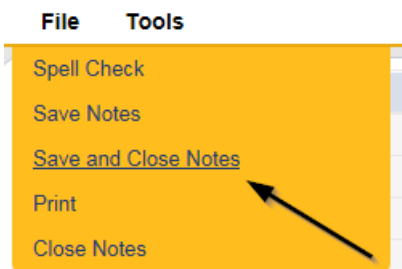 File Tools
Spell Check
Save Notes
Save and Close Notes
Print
Close Notes